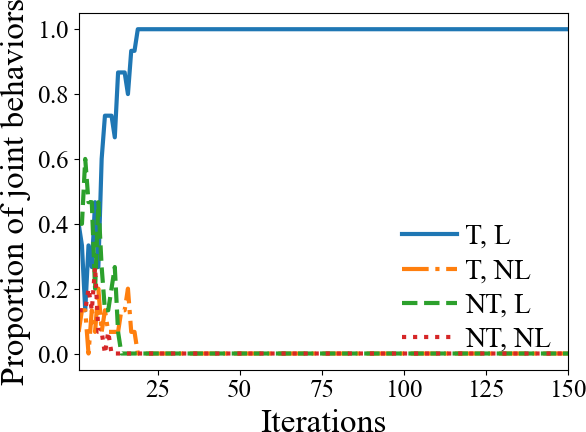 Proportion of joint behaviors
1.0
0.8
0.6
0.4
0.2
0.0
T, L
T, NL
NT, L
NT, NL
25 50 75 100 125 150
Iterations